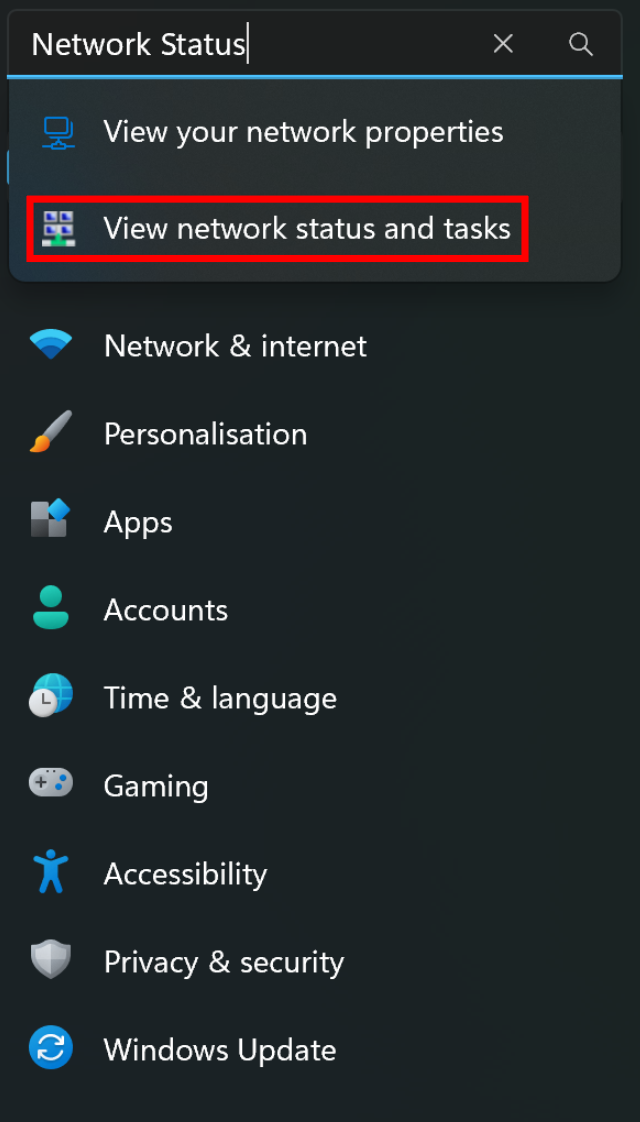 Network Status
View your network properties
View network status and tasks
Network & internet
Personalisation
Apps
Accounts
Time & language
Gaming
Accessibility
Privacy & security
Windows Update